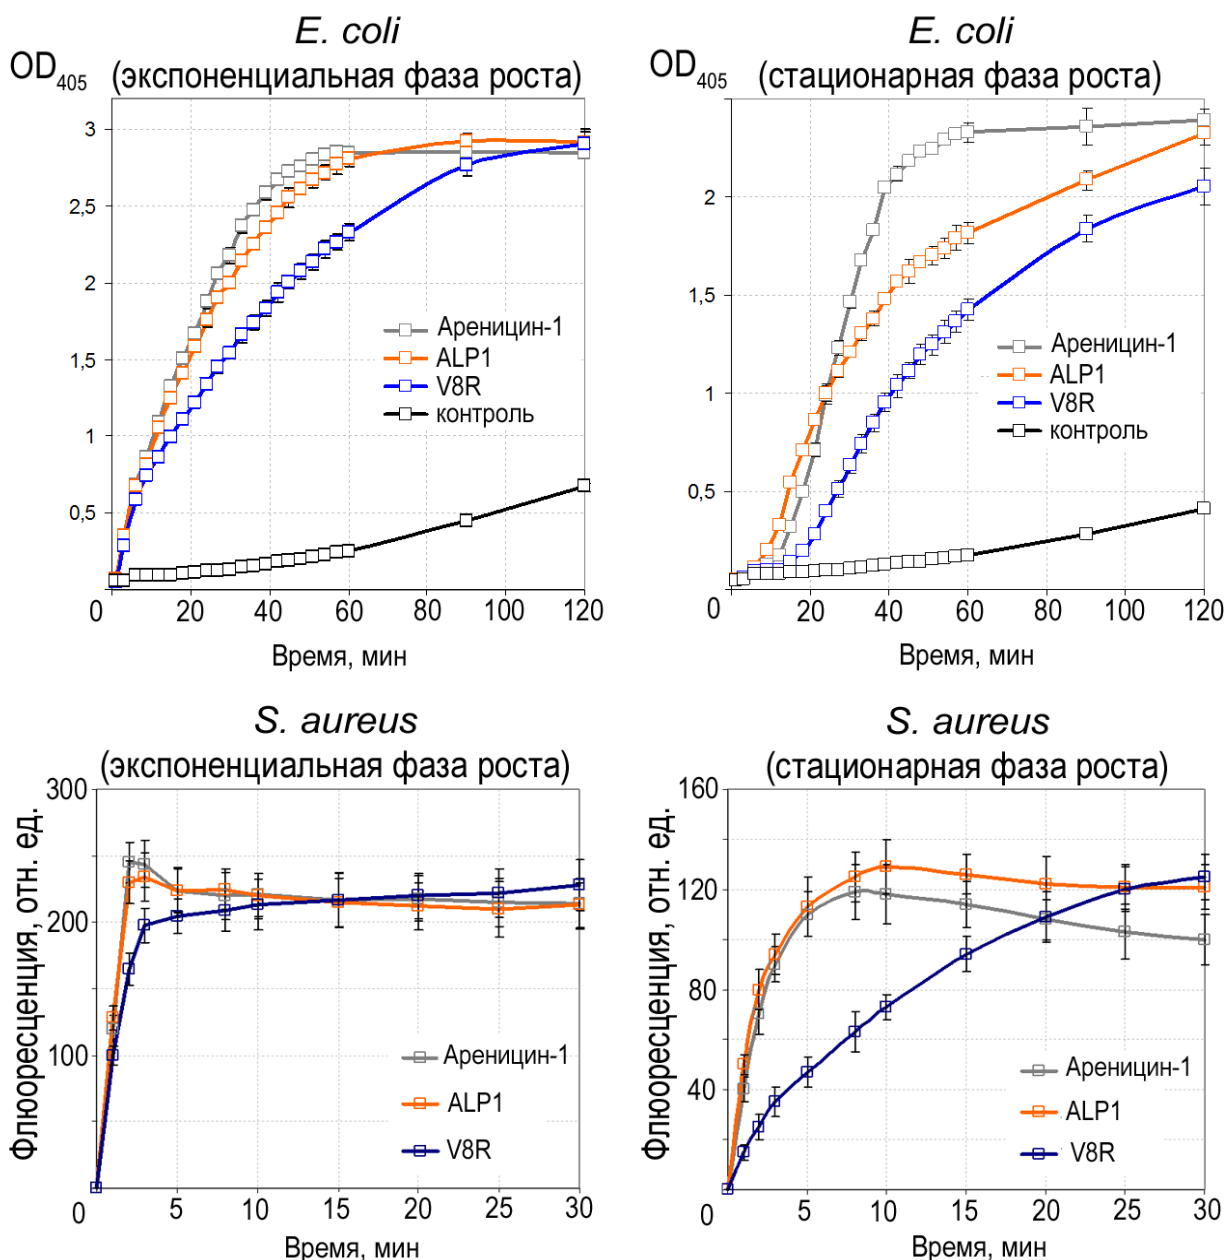 E. coli
(экспоненциальная фаза роста)
OD405
3
2,5
2
1,5
1
0,5
0 20 40 60 80 100 120
Время, мин
Ареницин-1
ALP1
V8R
контроль
E. coli
(стационарная фаза роста)
OD405
2
1,5
1
0,5
0 20 40 60 80 100 120
Время, мин
Ареницин-1
ALP1
V8R
контроль
S. aureus
(экспоненциальная фаза роста)
Флюоресценция, отн. ед.
300
200
100
0 5 10 15 20 25 30
Время, мин
Ареницин-1
ALP1
V8R
S. aureus
(стационарная фаза роста)
Флюоресценция, отн. ед.
160
120
80
40
0 5 10 15 20 25 30
Время, мин
Ареницин-1
ALP1
V8R